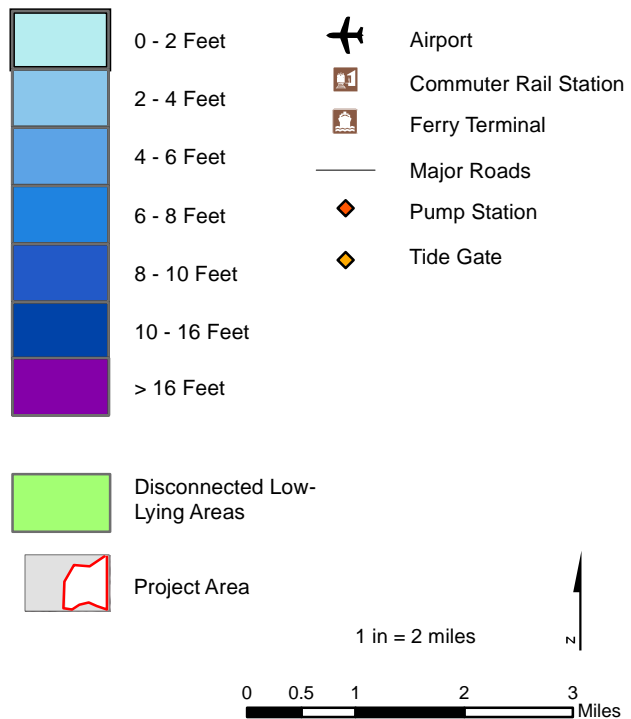 0 - 2 Feet
2 - 4 Feet
4 - 6 Feet
6 - 8 Feet
8 - 10 Feet
10 - 16 Feet
> 16 Feet
Disconnected Low-
Lying Areas
Project Area
Airport
Commuter Rail Station
Ferry Terminal
Major Roads
Pump Station
Tide Gate
1 in = 2 miles
N
0 0.5 1 2 3
Miles